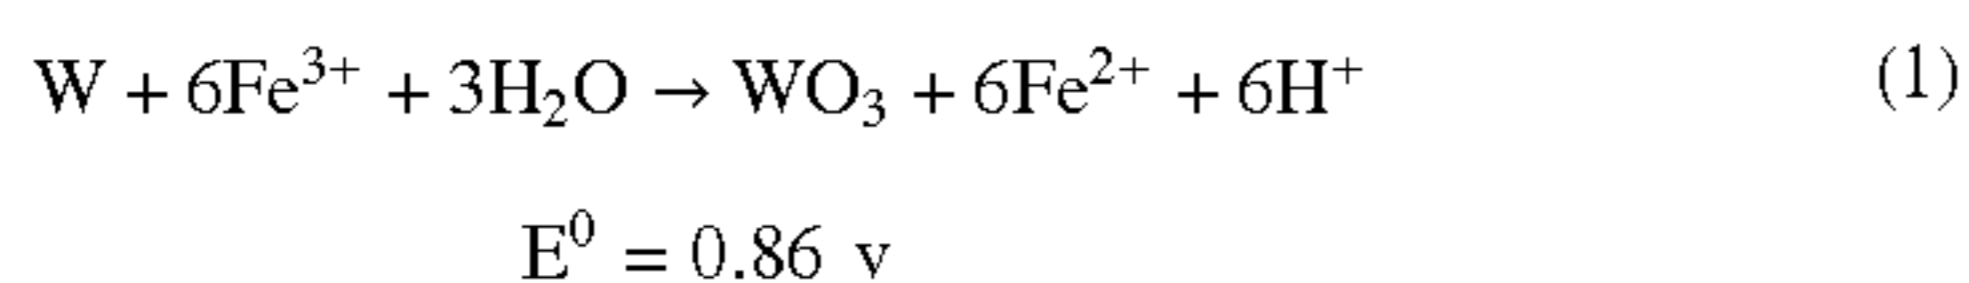 W + 6Fe³⁺ + 3H₂O → WO₃ + 6Fe²⁺ + 6H⁺ (1)
E⁰ = 0.86 v